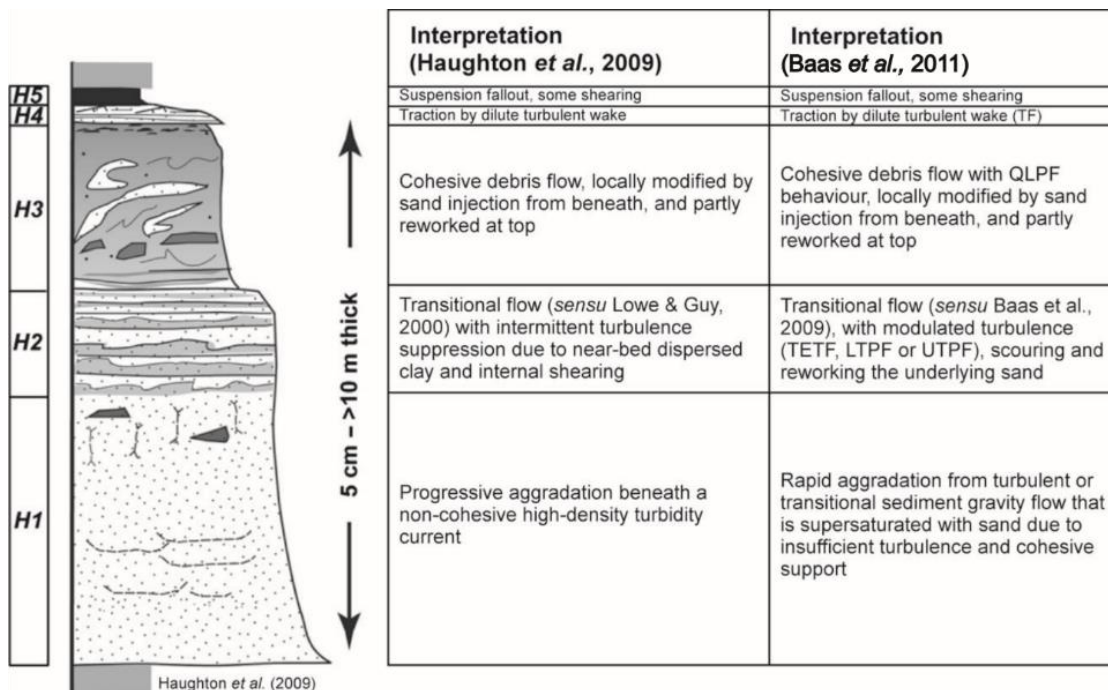 Interpretation
(Haughton et al., 2009)
Interpretation
(Baas et al., 2011)
H5
Suspension fallout, some shearing
Suspension fallout, some shearing
H4
Traction by dilute turbulent wake
Traction by dilute turbulent wake (TF)
H3
Cohesive debris flow, locally modified by
sand injection from beneath, and partly
reworked at top
Cohesive debris flow with QLPF
behaviour, locally modified by sand
injection from beneath, and partly
reworked at top
H2
Transitional flow (sensu Lowe & Guy,
2000) with intermittent turbulence
suppression due to near-bed dispersed
clay and internal shearing
Transitional flow (sensu Baas et al.,
2009), with modulated turbulence
(TETF, LTPF or UTPF), scouring and
reworking the underlying sand
H1
Progressive aggradation beneath a
non-cohesive high-density turbidity
current
Rapid aggradation from turbulent or
transitional sediment gravity flow that
is supersaturated with sand due to
insufficient turbulence and cohesive
support
5 cm – >10 m thick
Haughton et al. (2009)